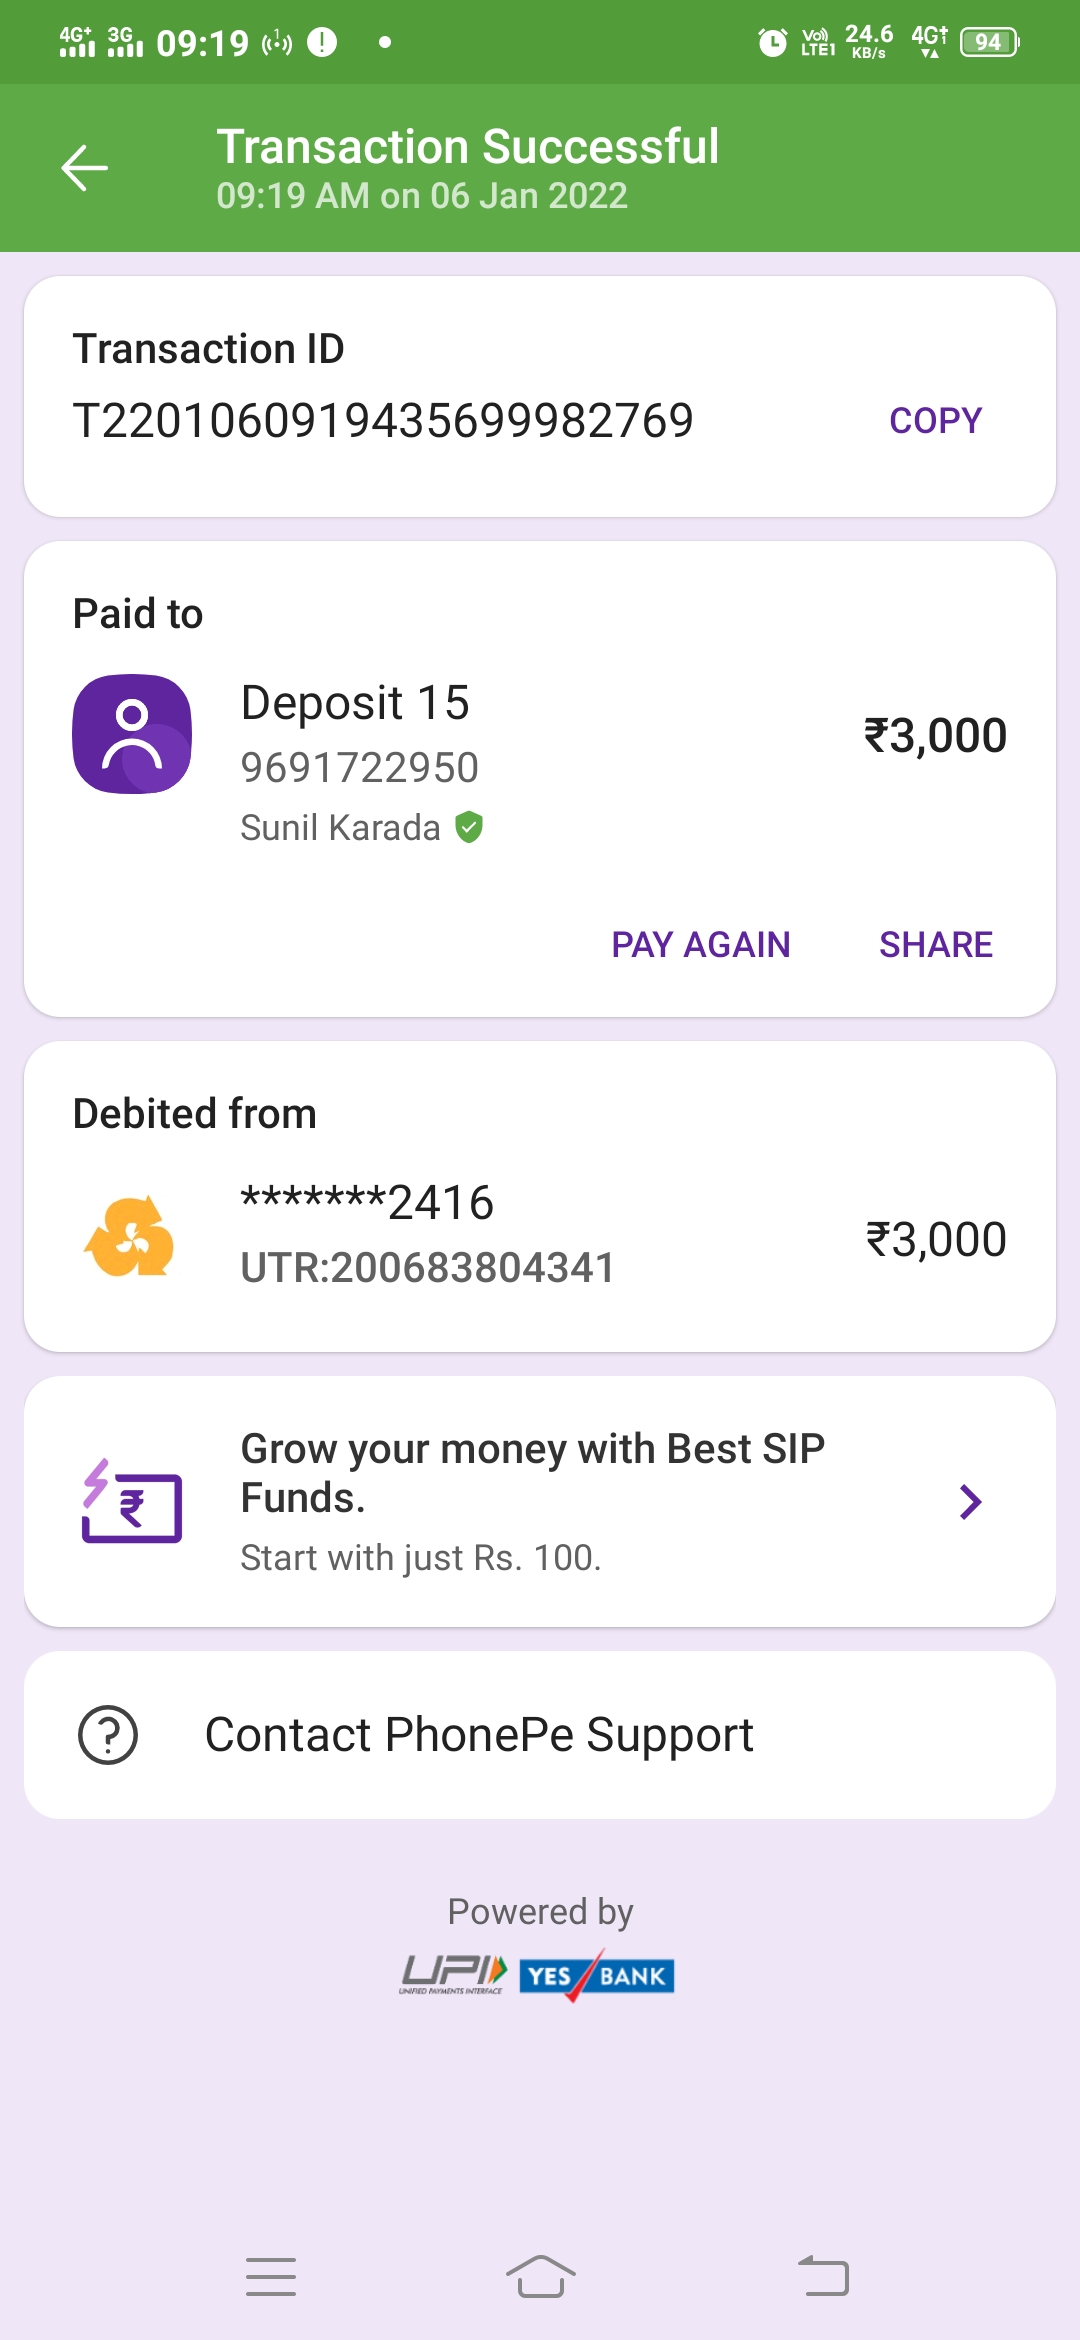 4G+ 3G 09:19 Vo)) LTE1 24.6 KB/s 4G+ 94
Transaction Successful
09:19 AM on 06 Jan 2022
Transaction ID
T2201060919435699982769 COPY
Paid to
Deposit 15
9691722950
₹3,000
Sunil Karada
PAY AGAIN SHARE
Debited from
*******2416
₹3,000
UTR:200683804341
Grow your money with Best SIP
Funds.
Start with just Rs. 100.
Contact PhonePe Support
Powered by
UPI YES BANK
UNIFIED PAYMENTS INTERFACE